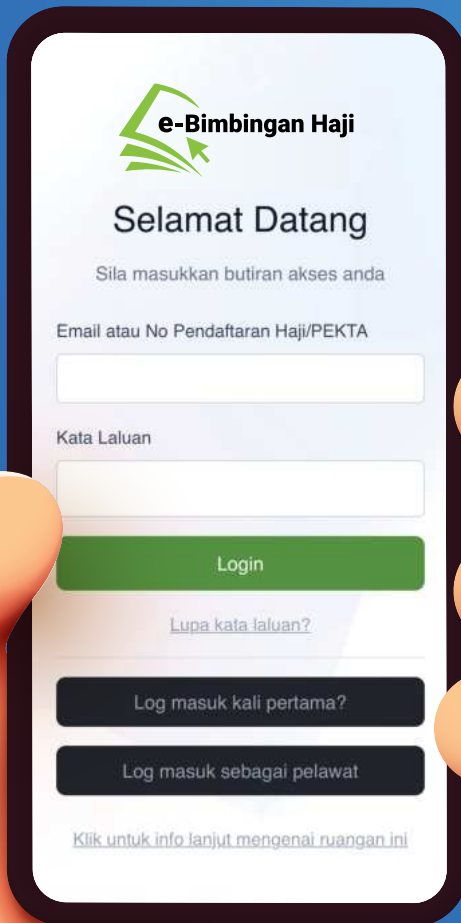 e-Bimbingan Haji
Selamat Datang
Sila masukkan butiran akses anda
Email atau No Pendaftaran Haji/PEKTA
Kata Laluan
Login
Lupa kata laluan?
Log masuk kali pertama?
Log masuk sebagai pelawat
Klik untuk info lanjut mengenai ruangan ini